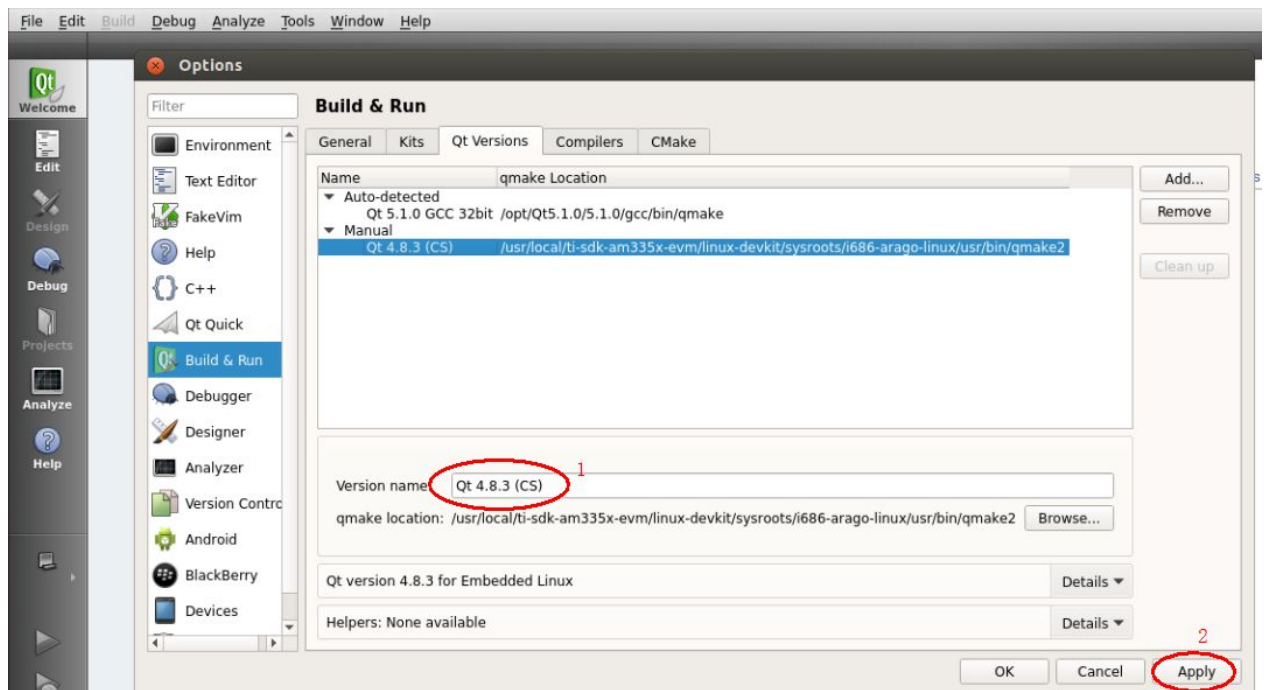 File Edit Build Debug Analyze Tools Window Help
Options
Welcome
Edit
Design
Debug
Projects
Analyze
Help
Filter
Environment
Text Editor
FakeVim
Help
C++
Qt Quick
Build & Run
Debugger
Designer
Analyzer
Version Contro
Android
BlackBerry
Devices
Build & Run
General Kits Qt Versions Compilers CMake
Name qmake Location
Auto-detected
Qt 5.1.0 GCC 32bit /opt/Qt5.1.0/5.1.0/gcc/bin/qmake
Manual
Qt 4.8.3 (CS) /usr/local/ti-sdk-am335x-evm/linux-devkit/sysroots/i686-arago-linux/usr/bin/qmake2
Add...
Remove
Clean up
1
Version name: Qt 4.8.3 (CS)
qmake location: /usr/local/ti-sdk-am335x-evm/linux-devkit/sysroots/i686-arago-linux/usr/bin/qmake2 Browse...
Qt version 4.8.3 for Embedded Linux Details
Helpers: None available Details
2
OK Cancel Apply